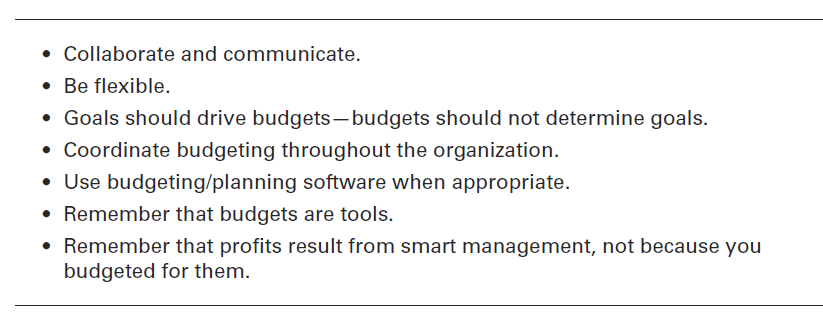 • Collaborate and communicate.
• Be flexible.
• Goals should drive budgets—budgets should not determine goals.
• Coordinate budgeting throughout the organization.
• Use budgeting/planning software when appropriate.
• Remember that budgets are tools.
• Remember that profits result from smart management, not because you
budgeted for them.